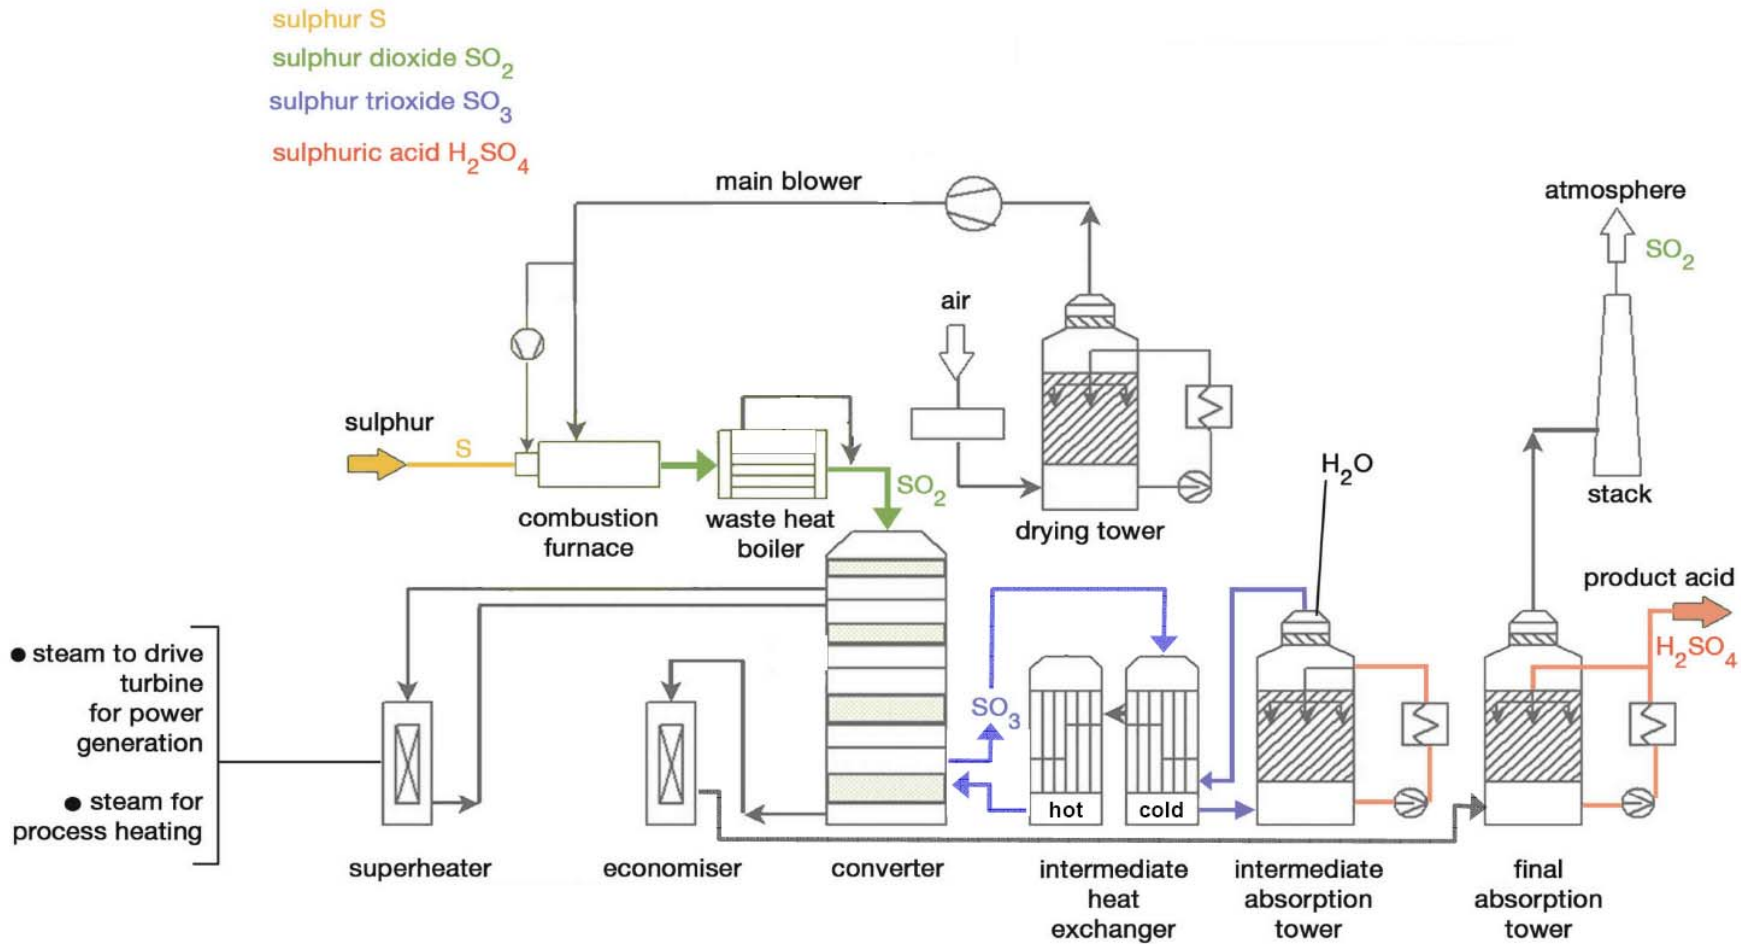 sulphur S
sulphur dioxide SO₂
sulphur trioxide SO₃
sulphuric acid H₂SO₄
main blower
atmosphere
SO₂
air
sulphur
S
SO₂
H₂O
combustion
furnace
waste heat
boiler
drying tower
stack
product acid
H₂SO₄
● steam to drive
turbine
for power
generation
● steam for
process heating
SO₃
hot
cold
superheater
economiser
converter
intermediate
heat
exchanger
intermediate
absorption
tower
final
absorption
tower